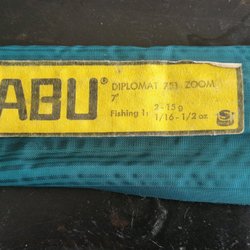 ABU® DIPLOMAT 751 ZOOM
7'
Fishing 1: 2 - 15 g
1/16 - 1/2 oz